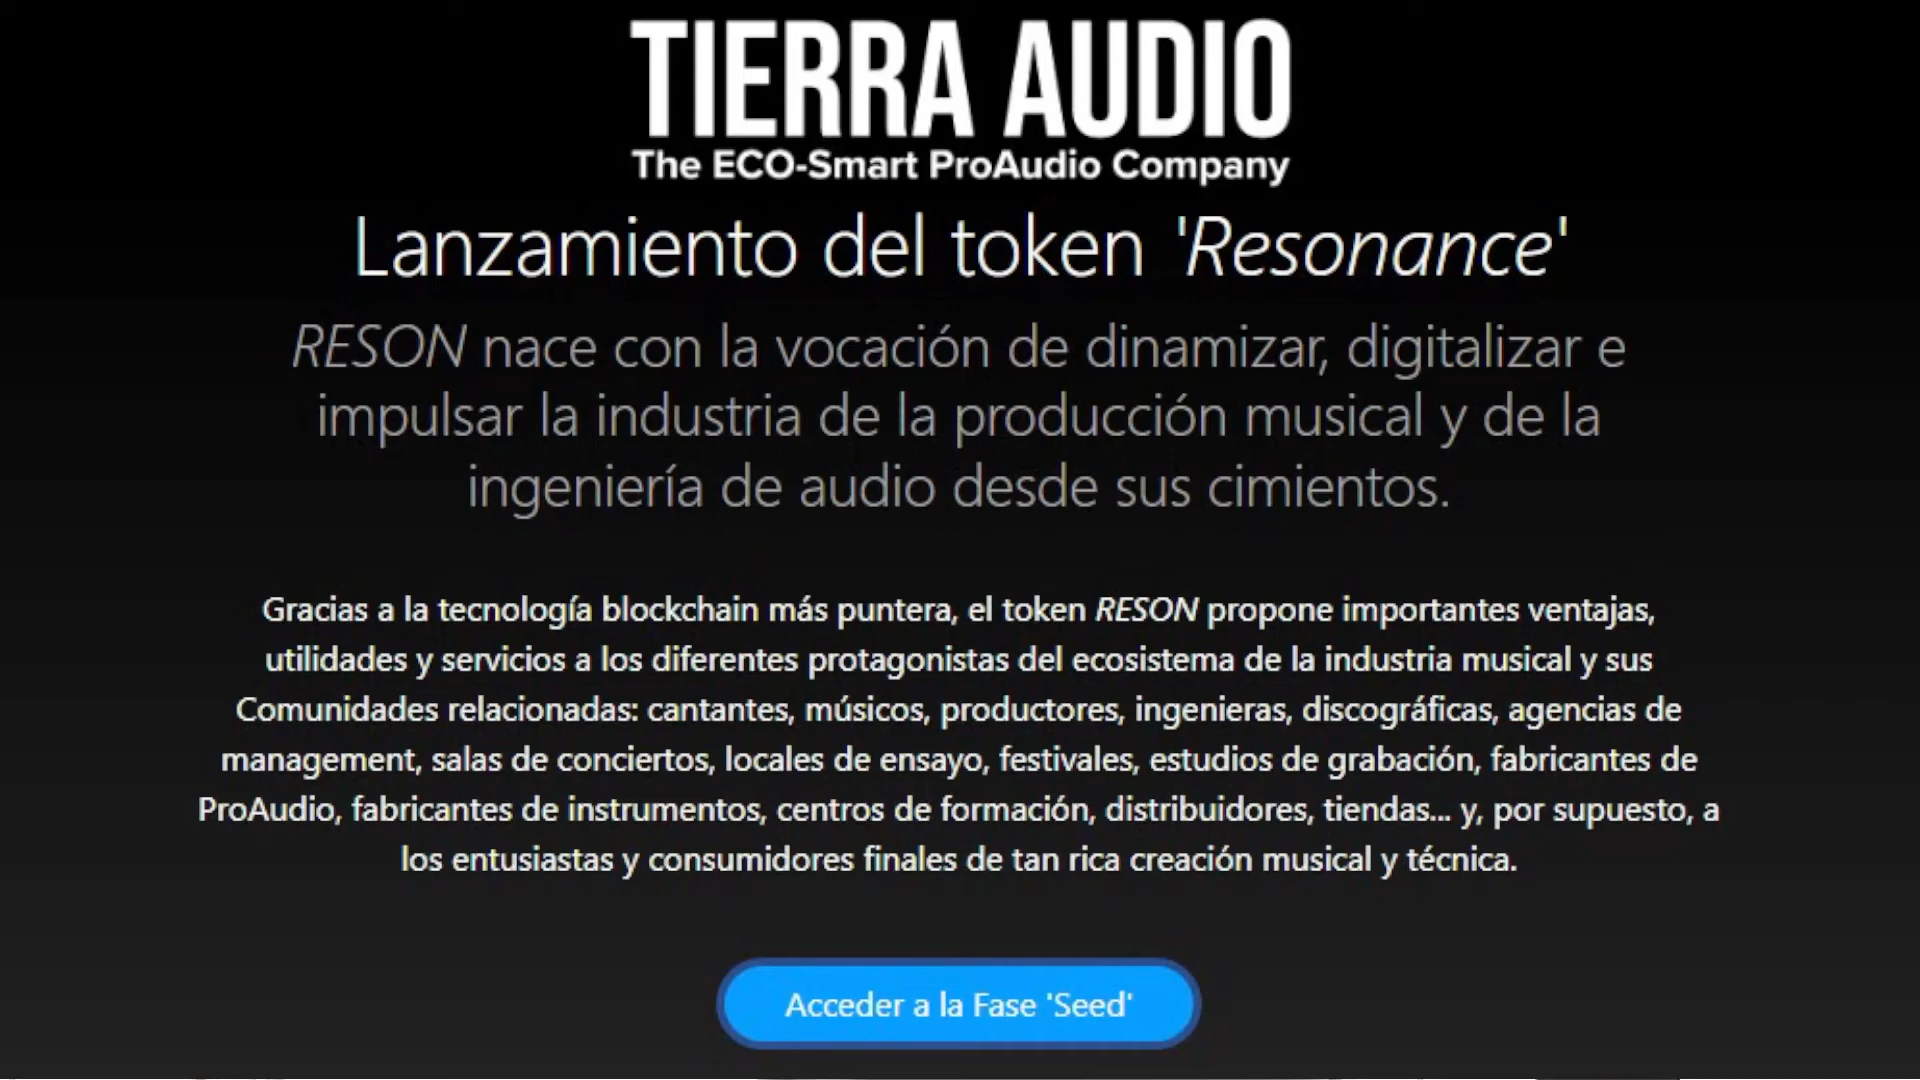 TIERRA AUDIO
The ECO-Smart ProAudio Company
Lanzamiento del token 'Resonance'
RESON nace con la vocación de dinamizar, digitalizar e
impulsar la industria de la producción musical y de la
ingeniería de audio desde sus cimientos.
Gracias a la tecnología blockchain más puntera, el token RESON propone importantes ventajas,
utilidades y servicios a los diferentes protagonistas del ecosistema de la industria musical y sus
Comunidades relacionadas: cantantes, músicos, productores, ingenieras, discográficas, agencias de
management, salas de conciertos, locales de ensayo, festivales, estudios de grabación, fabricantes de
ProAudio, fabricantes de instrumentos, centros de formación, distribuidores, tiendas... y, por supuesto, a
los entusiastas y consumidores finales de tan rica creación musical y técnica.
Acceder a la Fase 'Seed'